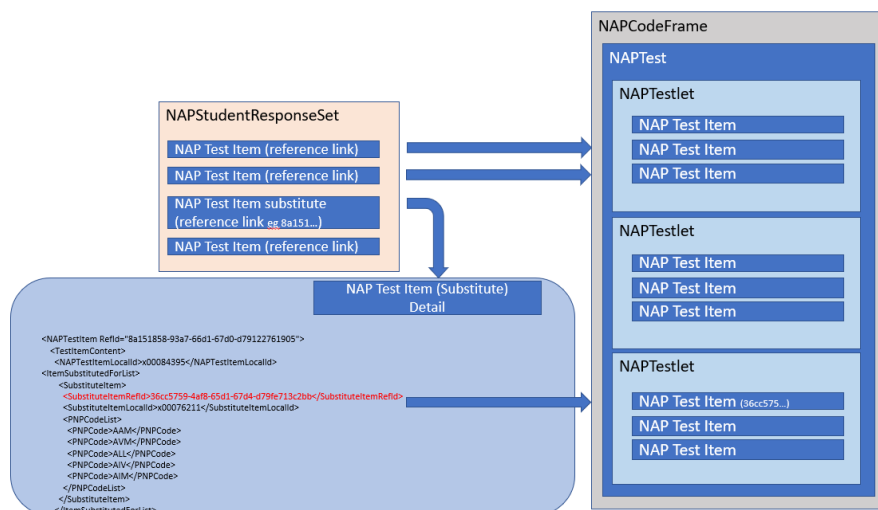 NAPCodeFrame
NAPTest
NAPTestlet
NAP Test Item
NAP Test Item
NAP Test Item
NAPTestlet
NAP Test Item
NAP Test Item
NAP Test Item
NAPTestlet
NAP Test Item (36cc575...)
NAP Test Item
NAP Test Item
NAPStudentResponseSet
NAP Test Item (reference link)
NAP Test Item (reference link)
NAP Test Item substitute
(reference link eg 8a151...)
NAP Test Item (reference link)
NAP Test Item (Substitute)
Detail
<NAPTestItem RefId="8a151858-93a7-66d1-67d0-d79122761905">
<TestItemContent>
<NAPTestItemLocalId>x00084395</NAPTestItemLocalId>
<ItemSubstitutedForList>
<SubstituteItem>
<SubstituteItemRefId>36cc5759-4af8-65d1-67d4-d79fe713c2bb</SubstituteItemRefId>
<SubstituteItemLocalId>x00076211</SubstituteItemLocalId>
<PNPCodeList>
<PNPCode>AAM</PNPCode>
<PNPCode>AVM</PNPCode>
<PNPCode>ALL</PNPCode>
<PNPCode>AIV</PNPCode>
<PNPCode>AIM</PNPCode>
</PNPCodeList>
</SubstituteItem>
</ItemSubstitutedForList>